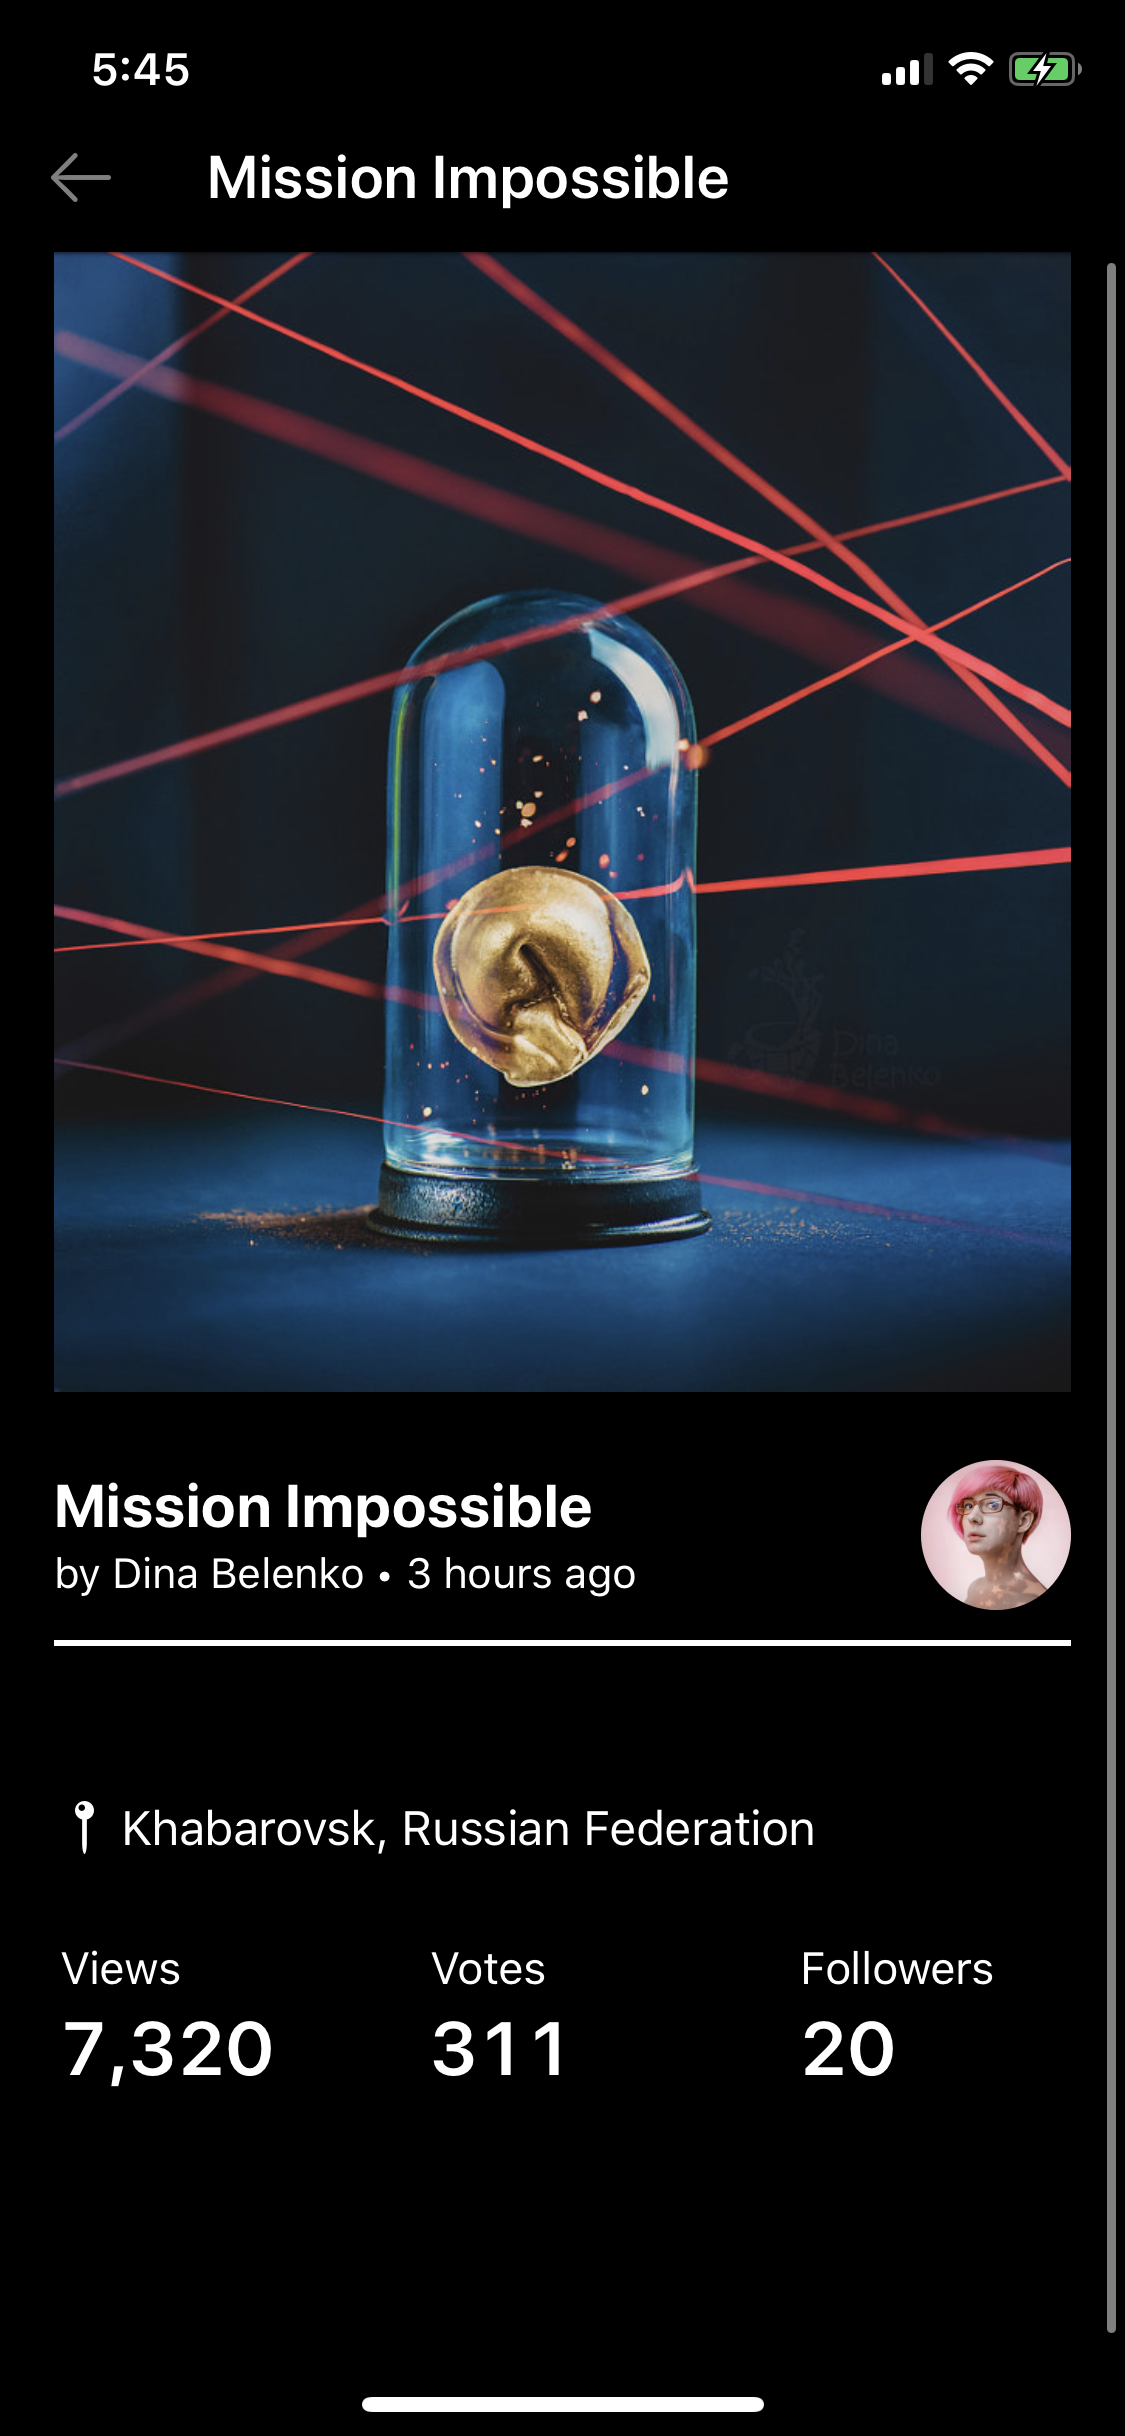 5:45
Mission Impossible
Dina
Belenko
Mission Impossible
by Dina Belenko • 3 hours ago
Khabarovsk, Russian Federation
Views Votes Followers
7,320 311 20